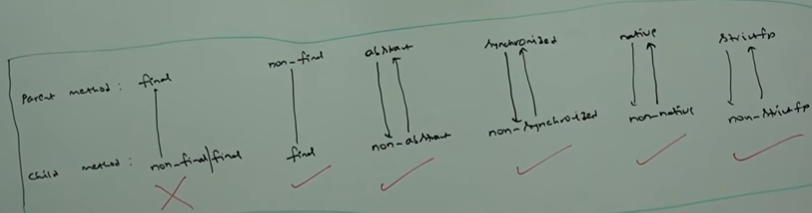 Parent method : final non-final abstract synchronized native strictfp
child method : non-final/final final non-abstract non-synchronized non-native non-strictfp